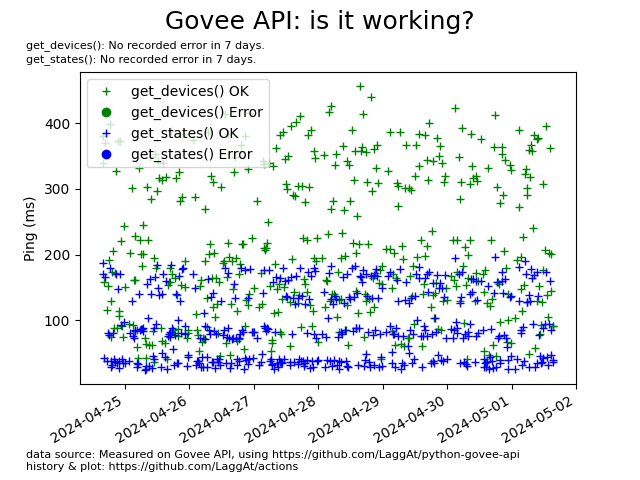 Govee API: is it working?
get_devices(): No recorded error in 7 days.
get_states(): No recorded error in 7 days.
get_devices() OK
get_devices() Error
get_states() OK
get_states() Error
Ping (ms)
400
300
200
100
2024-04-25
2024-04-26
2024-04-27
2024-04-28
2024-04-29
2024-04-30
2024-05-01
2024-05-02
data source: Measured on Govee API, using https://github.com/LaggAt/python-govee-api
history & plot: https://github.com/LaggAt/actions